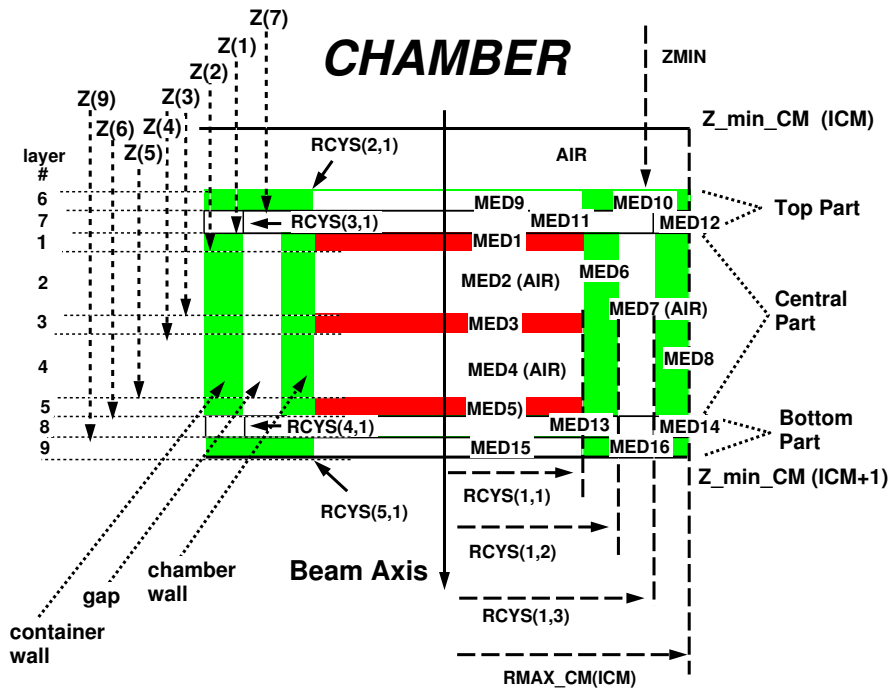 CHAMBER
Z(7)
Z(1)
Z(2)
Z(3)
Z(9)
Z(6)
Z(4)
Z(5)
ZMIN
Z_min_CM (ICM)
layer
#
RCYS(2,1)
AIR
6
MED9
MED10
Top Part
7
RCYS(3,1)
MED11
MED12
1
MED1
2
MED2 (AIR)
MED6
MED7 (AIR)
Central
Part
3
MED3
4
MED4 (AIR)
MED8
5
MED5)
8
RCYS(4,1)
MED13
MED14
Bottom
Part
9
MED15
MED16
Z_min_CM (ICM+1)
RCYS(1,1)
RCYS(5,1)
RCYS(1,2)
Beam Axis
chamber
wall
gap
RCYS(1,3)
container
wall
RMAX_CM(ICM)